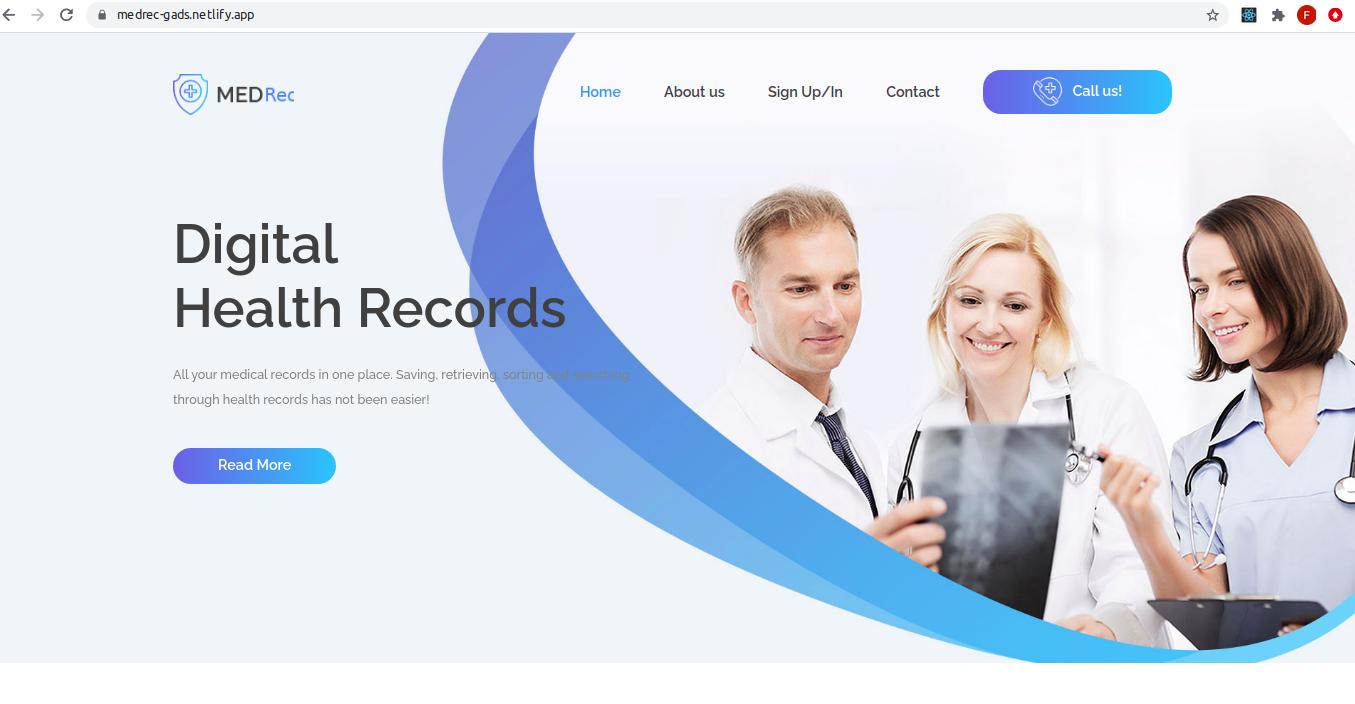 medrec-gads.netlify.app
F
MEDRec
Home About us Sign Up/In Contact Call us!
Digital
Health Records
All your medical records in one place. Saving, retrieving, sorting and searching
through health records has not been easier!
Read More